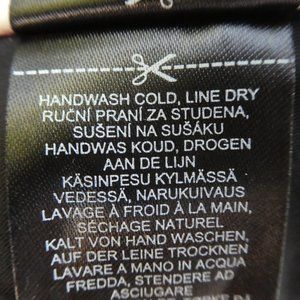 HANDWASH COLD, LINE DRY
RUČNÍ PRANÍ ZA STUDENA,
SUŠENÍ NA SUŠÁKU
HANDWAS KOUD, DROGEN
AAN DE LIJN
KÄSINPESU KYLMÄSSÄ
VEDESSÄ, NARUKUIVAUS
LAVAGE À FROID À LA MAIN,
SÉCHAGE NATUREL
KALT VON HAND WASCHEN,
AUF DER LEINE TROCKNEN
LAVARE A MANO IN ACQUA
FREDDA, STENDERE AD
ASCIUGARE